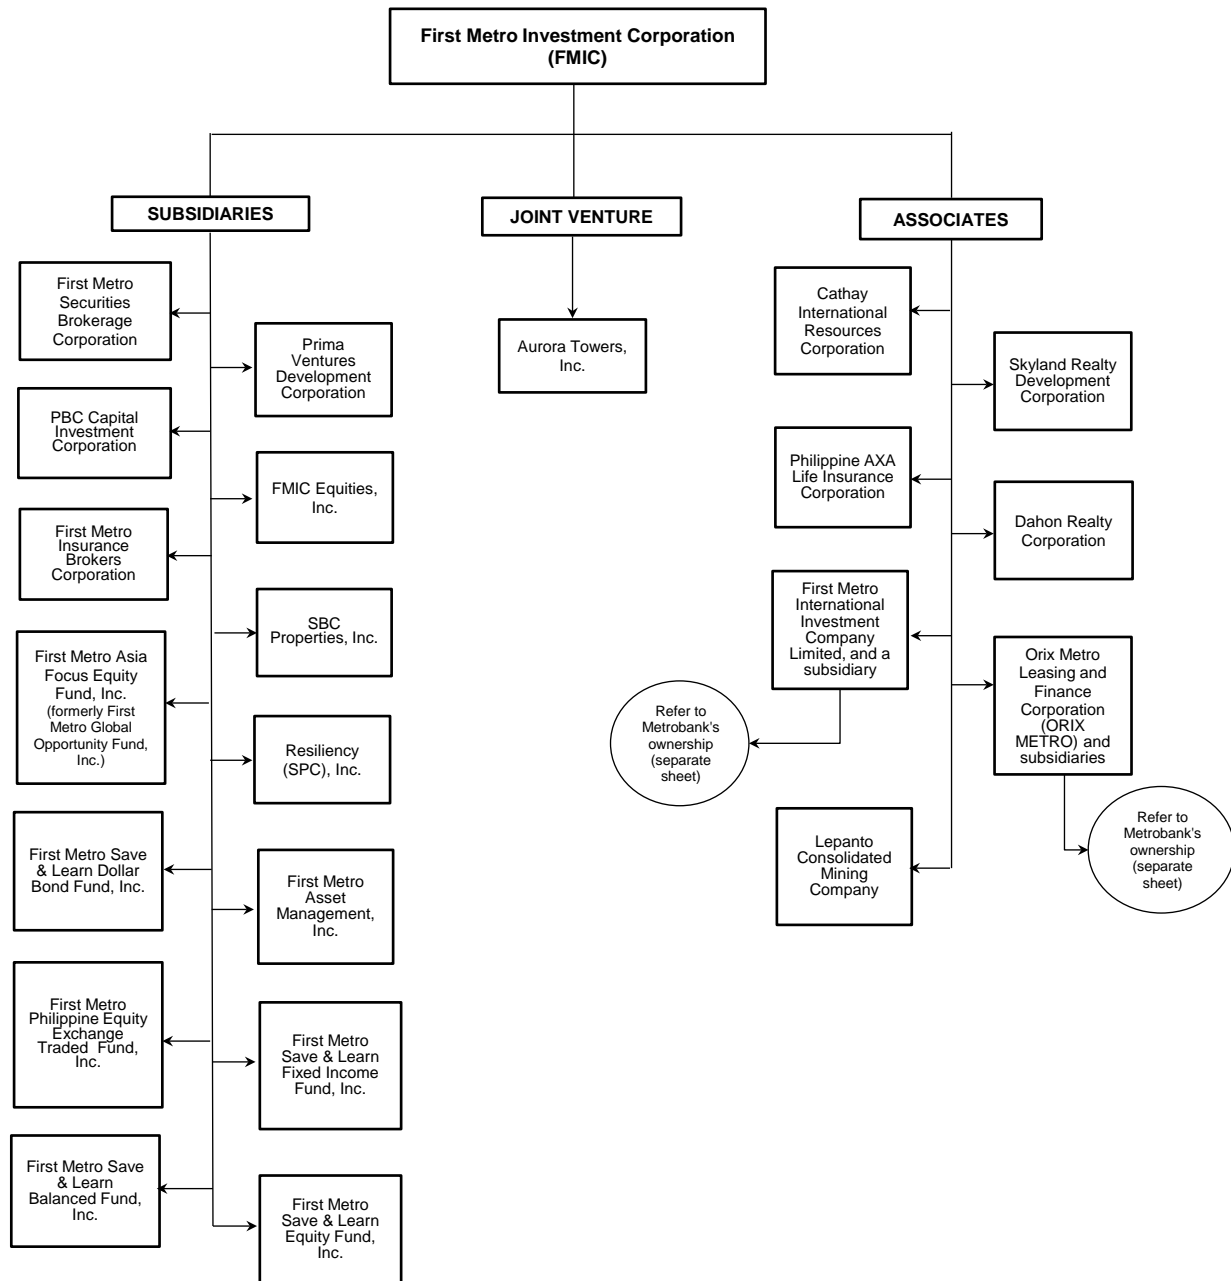 First Metro Investment Corporation
(FMIC)
SUBSIDIARIES
JOINT VENTURE
ASSOCIATES
First Metro
Securities
Brokerage
Corporation
Prima
Ventures
Development
Corporation
PBC Capital
Investment
Corporation
FMIC Equities,
Inc.
First Metro
Insurance
Brokers
Corporation
SBC
Properties, Inc.
First Metro Asia
Focus Equity
Fund, Inc.
(formerly First
Metro Global
Opportunity Fund,
Inc.)
Resiliency
(SPC), Inc.
First Metro Save
& Learn Dollar
Bond Fund, Inc.
First Metro
Asset
Management,
Inc.
First Metro
Philippine Equity
Exchange
Traded Fund,
Inc.
First Metro
Save & Learn
Fixed Income
Fund, Inc.
First Metro Save
& Learn
Balanced Fund,
Inc.
First Metro
Save & Learn
Equity Fund,
Inc.
Aurora Towers,
Inc.
Cathay
International
Resources
Corporation
Skyland Realty
Development
Corporation
Philippine AXA
Life Insurance
Corporation
Dahon Realty
Corporation
First Metro
International
Investment
Company
Limited, and a
subsidiary
Refer to
Metrobank's
ownership
(separate
sheet)
Orix Metro
Leasing and
Finance
Corporation
(ORIX
METRO) and
subsidiaries
Refer to
Metrobank's
ownership
(separate
sheet)
Lepanto
Consolidated
Mining
Company